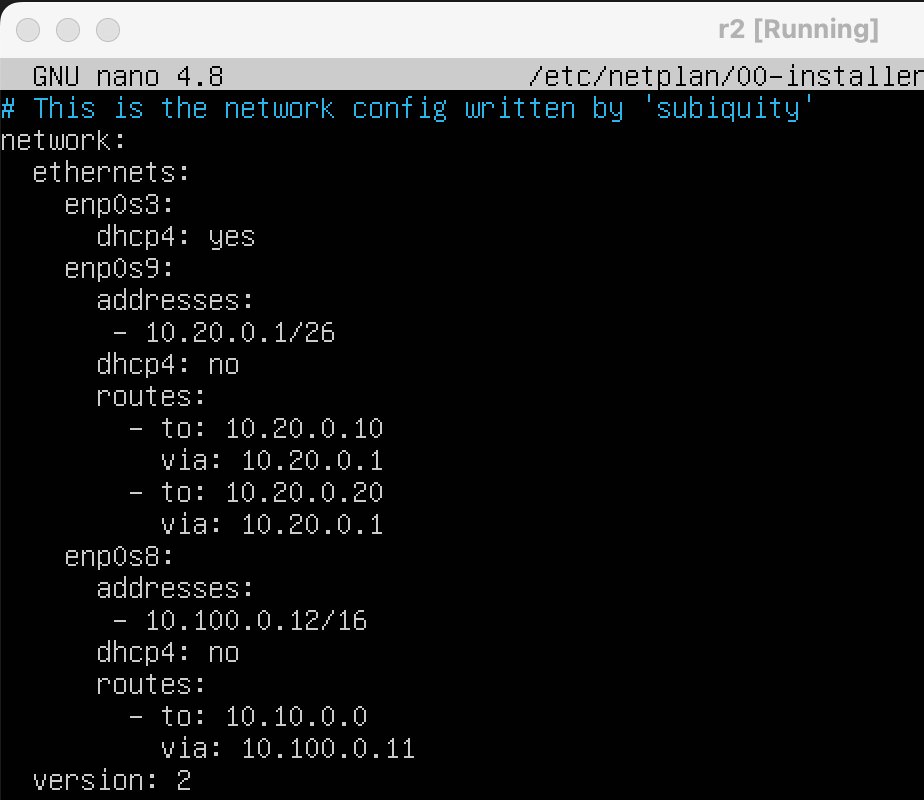 r2 [Running]
GNU nano 4.8 /etc/netplan/00-installer
# This is the network config written by 'subiquity'
network:
  ethernets:
    enp0s3:
      dhcp4: yes
    enp0s9:
      addresses:
       - 10.20.0.1/26
      dhcp4: no
      routes:
        - to: 10.20.0.10
          via: 10.20.0.1
        - to: 10.20.0.20
          via: 10.20.0.1
    enp0s8:
      addresses:
       - 10.100.0.12/16
      dhcp4: no
      routes:
        - to: 10.10.0.0
          via: 10.100.0.11
  version: 2